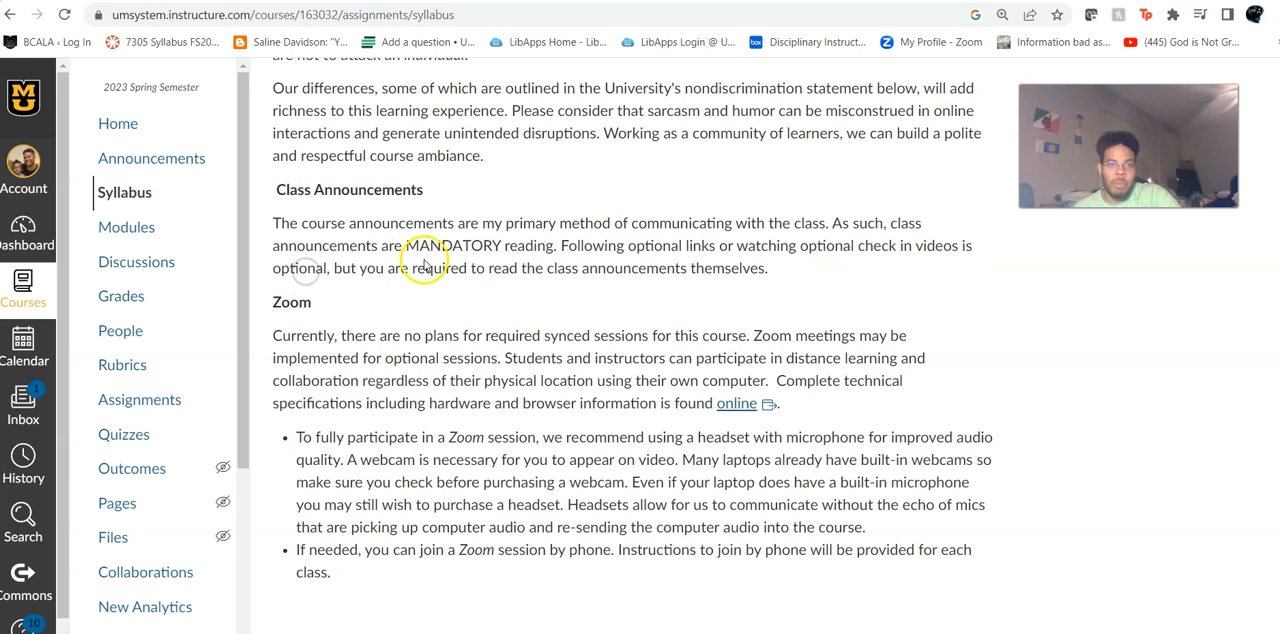 umsystem.instructure.com/courses/163032/assignments/syllabus
BCALA ‹ Log In
7305 Syllabus FS20...
Saline Davidson: "Y...
Add a question • U...
LibApps Home - Lib...
LibApps Login @ U...
Disciplinary Instruct...
My Profile - Zoom
Information bad as...
(445) God is Not Gr...
Account
Dashboard
Courses
Calendar
1
Inbox
History
Search
Commons
10
2023 Spring Semester
Home
Announcements
Syllabus
Modules
Discussions
Grades
People
Rubrics
Assignments
Quizzes
Outcomes
Pages
Files
Collaborations
New Analytics
are not to attack an individual.
Our differences, some of which are outlined in the University's nondiscrimination statement below, will add
richness to this learning experience. Please consider that sarcasm and humor can be misconstrued in online
interactions and generate unintended disruptions. Working as a community of learners, we can build a polite
and respectful course ambiance.
Class Announcements
The course announcements are my primary method of communicating with the class. As such, class
announcements are MANDATORY reading. Following optional links or watching optional check in videos is
optional, but you are required to read the class announcements themselves.
Zoom
Currently, there are no plans for required synced sessions for this course. Zoom meetings may be
implemented for optional sessions. Students and instructors can participate in distance learning and
collaboration regardless of their physical location using their own computer. Complete technical
specifications including hardware and browser information is found online.
• To fully participate in a Zoom session, we recommend using a headset with microphone for improved audio
quality. A webcam is necessary for you to appear on video. Many laptops already have built-in webcams so
make sure you check before purchasing a webcam. Even if your laptop does have a built-in microphone
you may still wish to purchase a headset. Headsets allow for us to communicate without the echo of mics
that are picking up computer audio and re-sending the computer audio into the course.
• If needed, you can join a Zoom session by phone. Instructions to join by phone will be provided for each
class.